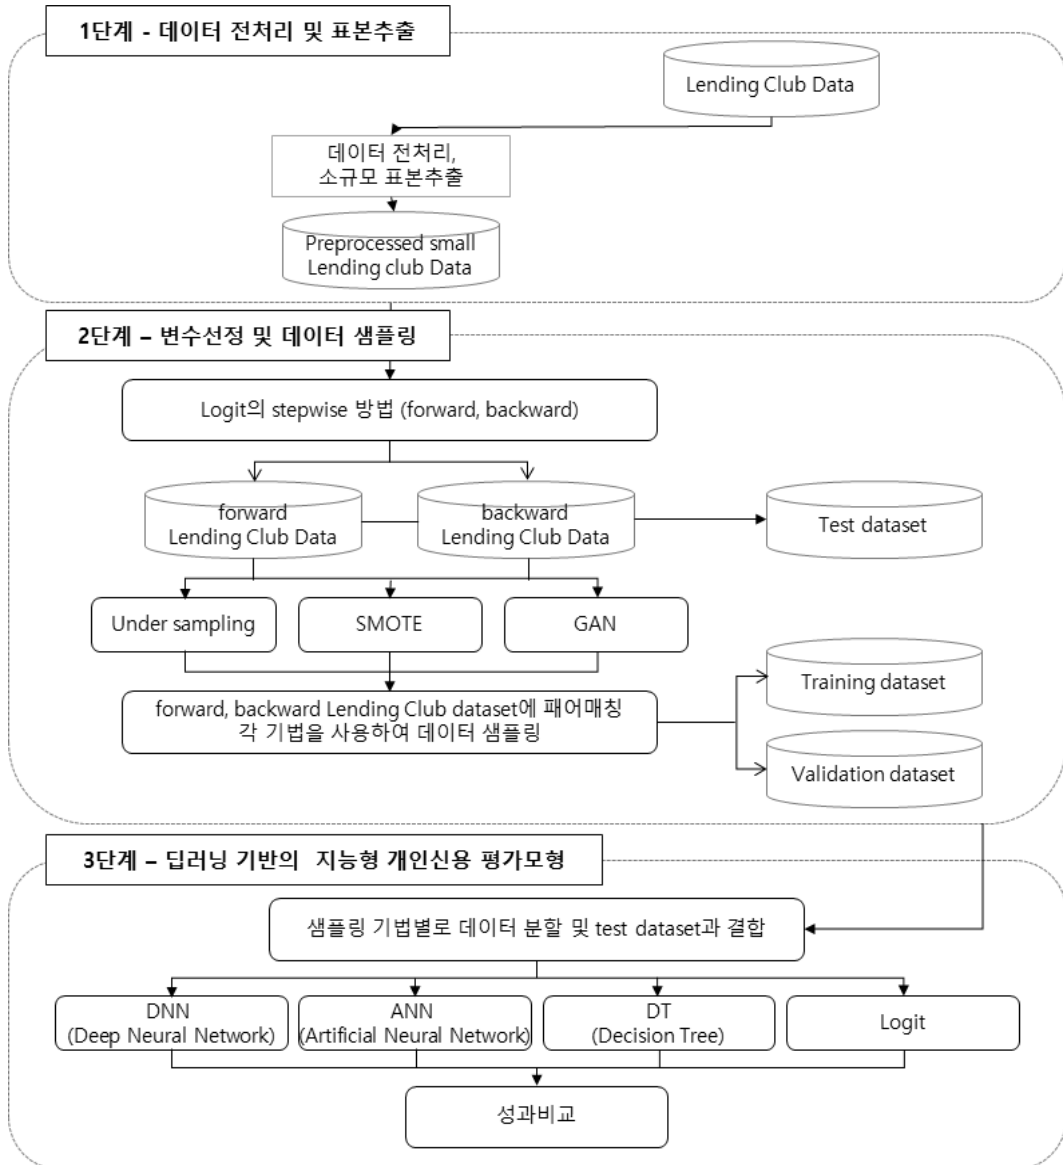 1단계 - 데이터 전처리 및 표본추출
Lending Club Data
데이터 전처리,
소규모 표본추출
Preprocessed small
Lending club Data
2단계 – 변수선정 및 데이터 샘플링
Logit의 stepwise 방법 (forward, backward)
forward
Lending Club Data
backward
Lending Club Data
Test dataset
Under sampling
SMOTE
GAN
Training dataset
forward, backward Lending Club dataset에 패어매칭
각 기법을 사용하여 데이터 샘플링
Validation dataset
3단계 – 딥러닝 기반의 지능형 개인신용 평가모형
샘플링 기법별로 데이터 분할 및 test dataset과 결합
DNN
(Deep Neural Network)
ANN
(Artificial Neural Network)
DT
(Decision Tree)
Logit
성과비교